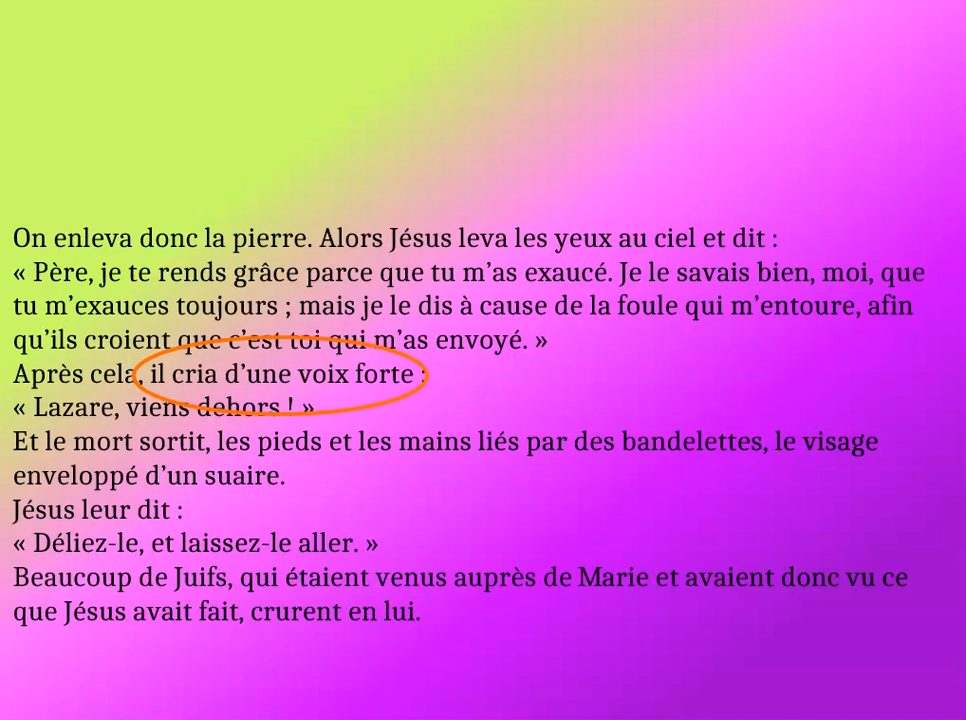 On enleva donc la pierre. Alors Jésus leva les yeux au ciel et dit :
« Père, je te rends grâce parce que tu m’as exaucé. Je le savais bien, moi, que
tu m’exauces toujours ; mais je le dis à cause de la foule qui m’entoure, afin
qu’ils croient que c’est toi qui m’as envoyé. »
Après cela, il cria d’une voix forte :
« Lazare, viens dehors ! »
Et le mort sortit, les pieds et les mains liés par des bandelettes, le visage
enveloppé d’un suaire.
Jésus leur dit :
« Déliez-le, et laissez-le aller. »
Beaucoup de Juifs, qui étaient venus auprès de Marie et avaient donc vu ce
que Jésus avait fait, crurent en lui.